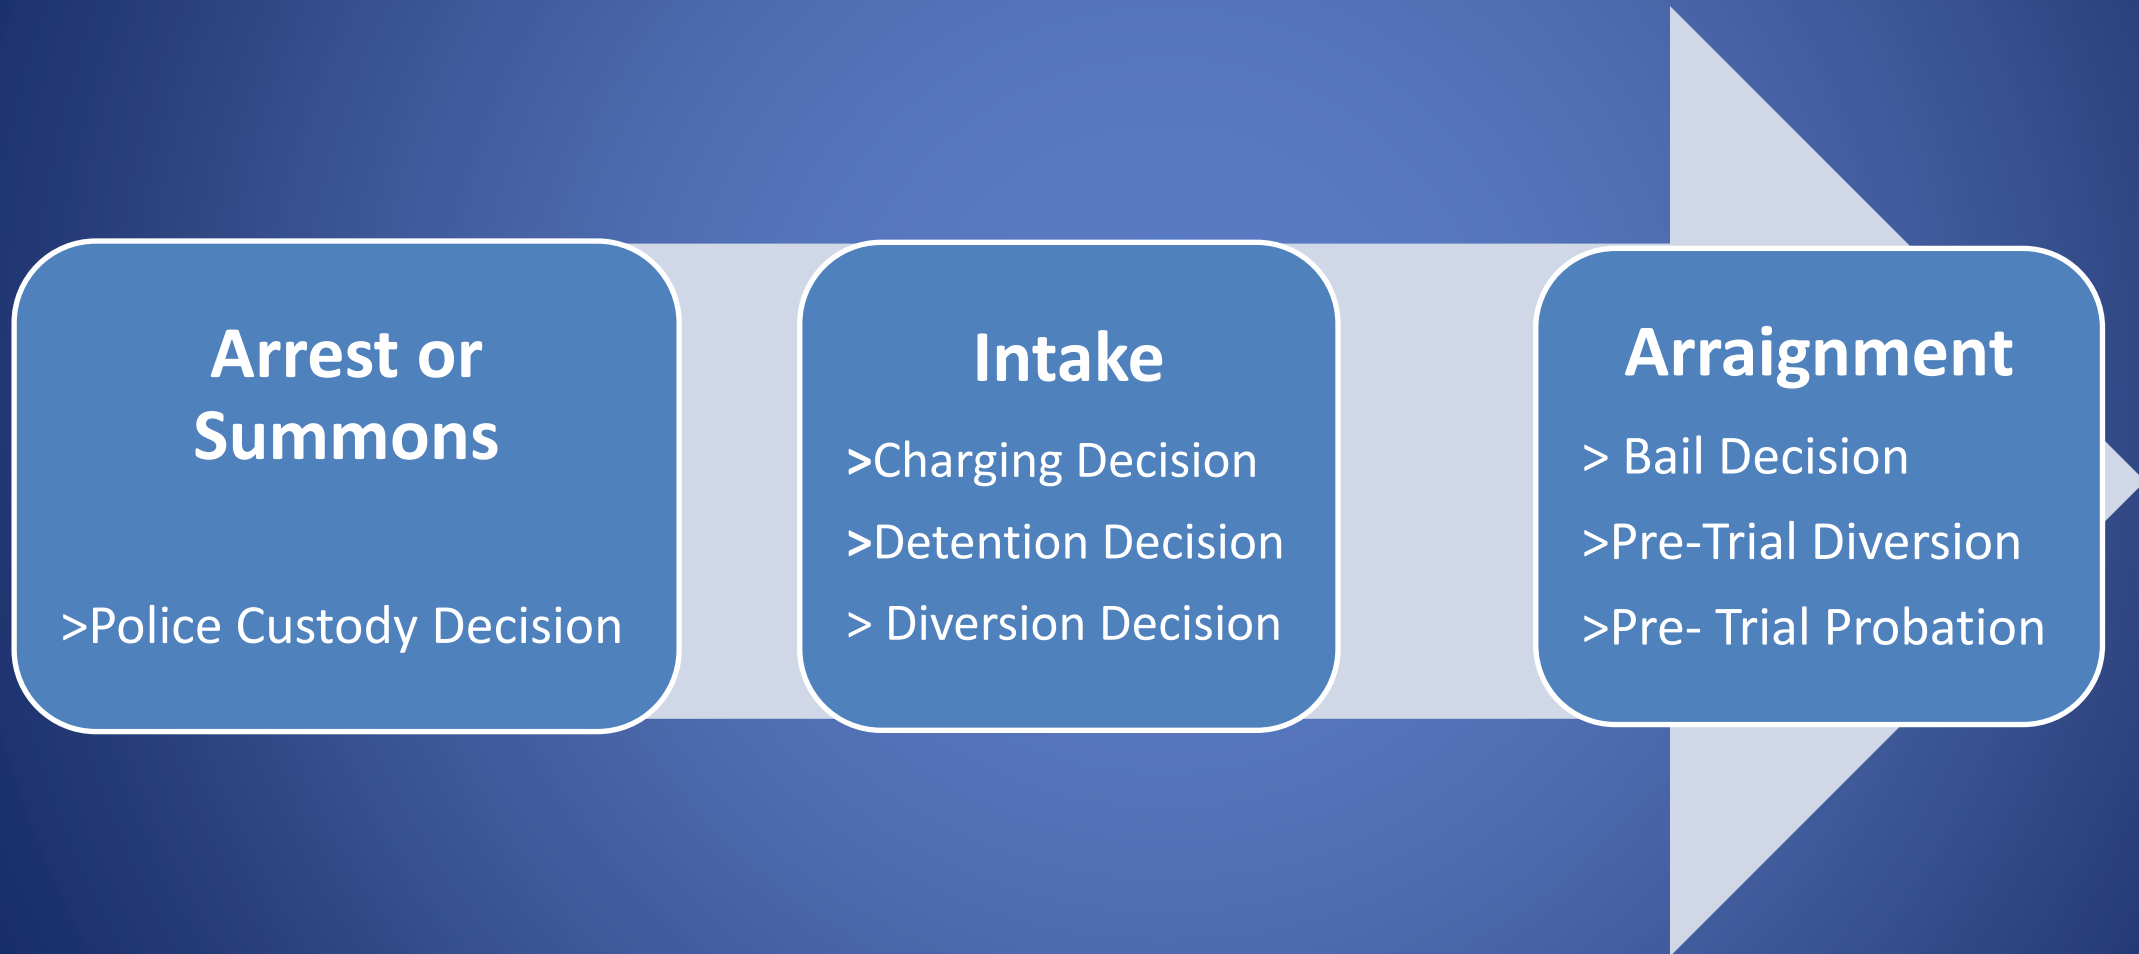 Arrest or
Summons
>Police Custody Decision
Intake
>Charging Decision
>Detention Decision
> Diversion Decision
Arraignment
> Bail Decision
>Pre-Trial Diversion
>Pre- Trial Probation